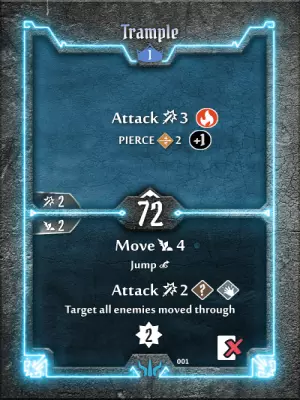 Trample
1
Attack 3
PIERCE 2 +1
2
72
2
Move 4
Jump
Attack 2 ?
Target all enemies moved through
2
001